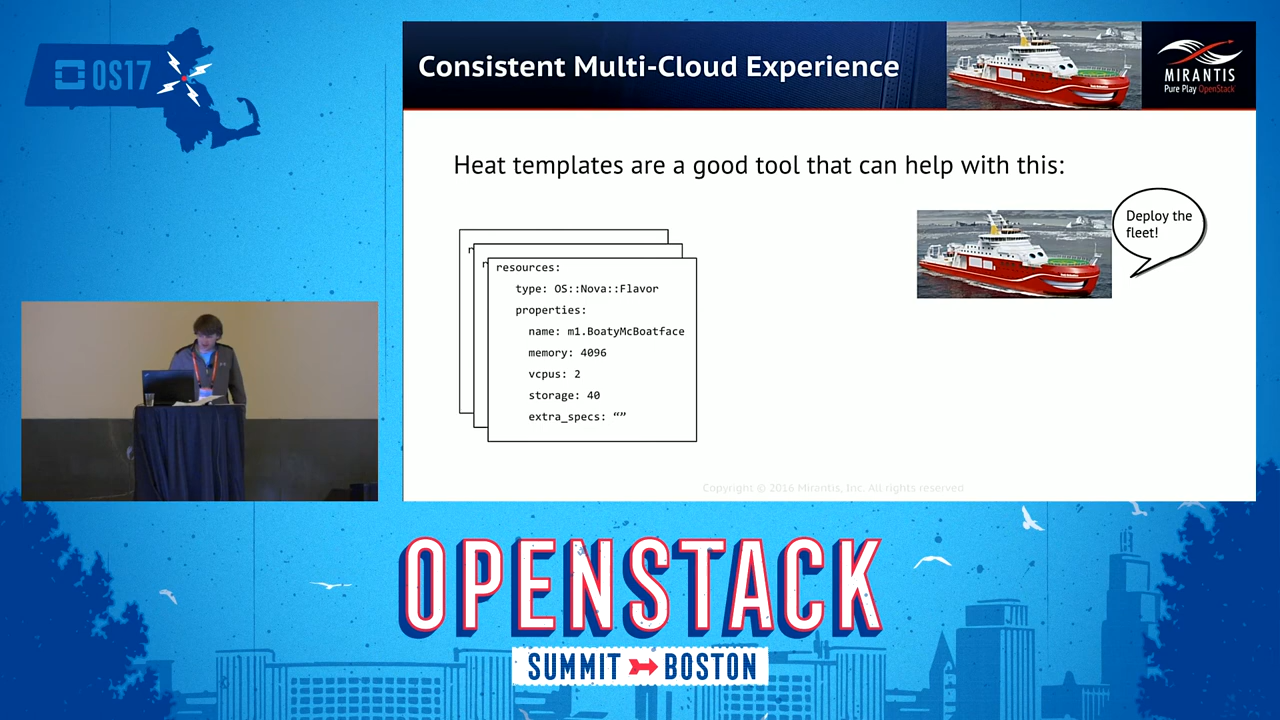 OS17
Consistent Multi-Cloud Experience
MIRANTIS
Pure Play OpenStack
Heat templates are a good tool that can help with this:
Deploy the
fleet!
resources:
type: OS::Nova::Flavor
properties:
name: m1.BoatyMcBoatface
memory: 4096
vcpus: 2
storage: 40
extra_specs: “”
Copyright © 2016 Mirantis, Inc. All rights reserved
OPENSTACK
SUMMIT BOSTON